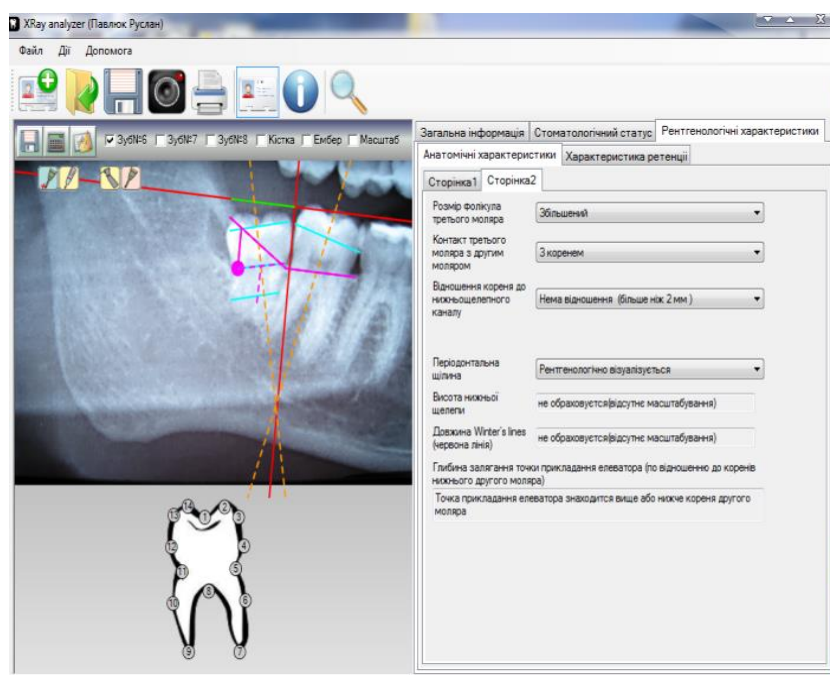 XRay analyzer (Павлюк Руслан)
Файл Дії Допомога
Зуб№6 Зуб№7 Зуб№8 Кістка Ембер Масштаб
Загальна інформація Стоматологічний статус Рентгенологічні характеристики
Анатомічні характеристики Характеристика ретенції
Сторінка1 Сторінка2
Розмір фолікула
третього моляра
Збільшений
Контакт третього
моляра з другим
моляром
З коренем
Відношення кореня до
нижньощелепного
каналу
Нема відношення (більше ніж 2 мм )
Періодонтальна
щілина
Рентгенологічно візуалізується
Висота нижньої
щелепи
не обраховуєтся(відсутнє масштабування)
Довжина Winter's lines
(червона лінія)
не обраховуєтся(відсутнє масштабування)
Глибина залягання точки прикладання елеватора (по відношенню до коренів
нижнього другого моляра)
Точка прикладання елеватора знаходится вище або нижче кореня другого
моляра
14 2
13 1 3
12 4
11 5
8
10 6
9 7